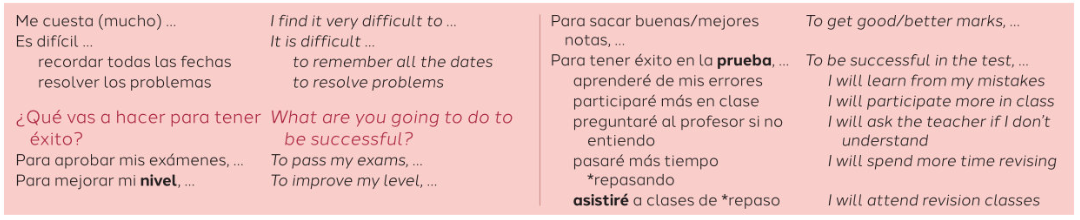 Me cuesta (mucho) ... I find it very difficult to ...
Es difícil ... It is difficult ...
recordar todas las fechas to remember all the dates
resolver los problemas to resolve problems
¿Qué vas a hacer para tener What are you going to do to
éxito? be successful?
Para aprobar mis exámenes, ... To pass my exams, ...
Para mejorar mi nivel, ... To improve my level, ...
Para sacar buenas/mejores To get good/better marks, ...
notas, ...
Para tener éxito en la prueba, ... To be successful in the test, ...
aprenderé de mis errores I will learn from my mistakes
participaré más en clase I will participate more in class
preguntaré al profesor si no I will ask the teacher if I don't
entiendo understand
pasaré más tiempo I will spend more time revising
*repasando
asistiré a clases de *repaso I will attend revision classes